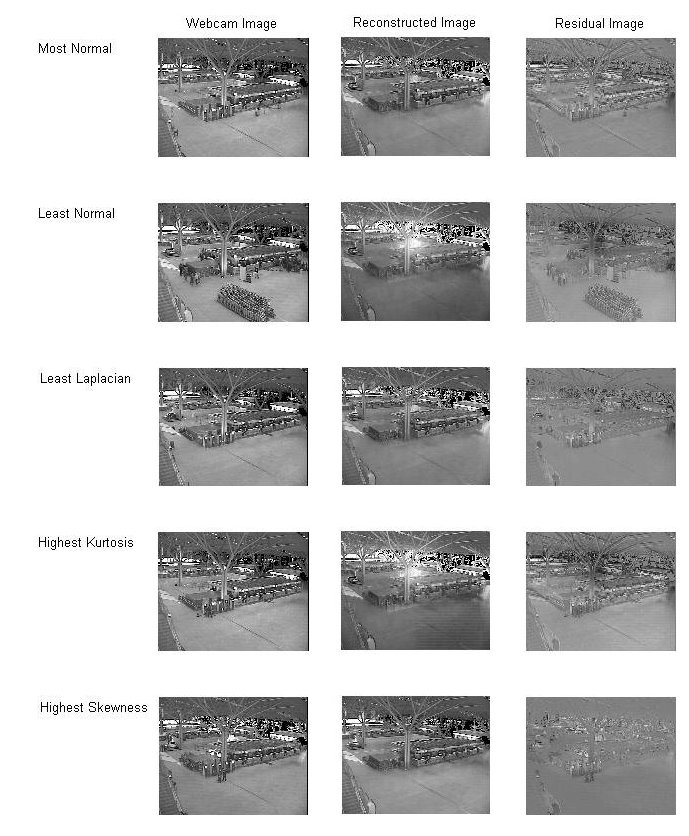 Webcam Image
Reconstructed Image
Residual Image
Most Normal
Least Normal
Least Laplacian
Highest Kurtosis
Highest Skewness